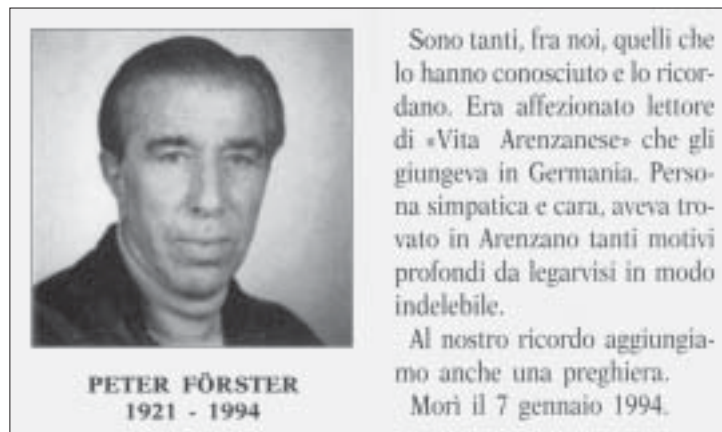 PETER FÖRSTER
1921 - 1994
Sono tanti, fra noi, quelli che
lo hanno conosciuto e lo ricor-
dano. Era affezionato lettore
di «Vita Arenzanese» che gli
giungeva in Germania. Perso-
na simpatica e cara, aveva tro-
vato in Arenzano tanti motivi
profondi da legarvisi in modo
indelebile.
Al nostro ricordo aggiungia-
mo anche una preghiera.
Morì il 7 gennaio 1994.